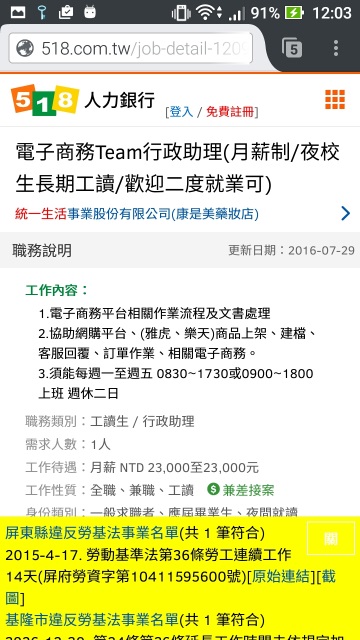 91% 12:03
518.com.tw/job-detail-1209 5
518 人力銀行 [登入 / 免費註冊]
電子商務Team行政助理(月薪制/夜校
生長期工讀/歡迎二度就業可)
統一生活事業股份有限公司(康是美藥妝店)
職務說明 更新日期：2016-07-29
工作內容：
1.電子商務平台相關作業流程及文書處理
2.協助網購平台、(雅虎、樂天)商品上架、建檔、
客服回覆、訂單作業、相關電子商務。
3.須能每週一至週五 0830~1730或0900~1800
上班 週休二日
職務類別：工讀生 / 行政助理
需求人數：1人
工作待遇：月薪 NTD 23,000至23,000元
工作性質：全職、兼職、工讀 $ 兼差接案
身份類別：一般求職者、應屆畢業生、夜間就讀
屏東縣違反勞基法事業名單(共 1 筆符合) 關
2015-4-17. 勞動基準法第36條勞工連續工作
14天(屏府勞資字第10411595600號)[原始連結][截
圖]
基隆市違反勞基法事業名單(共 1 筆符合)